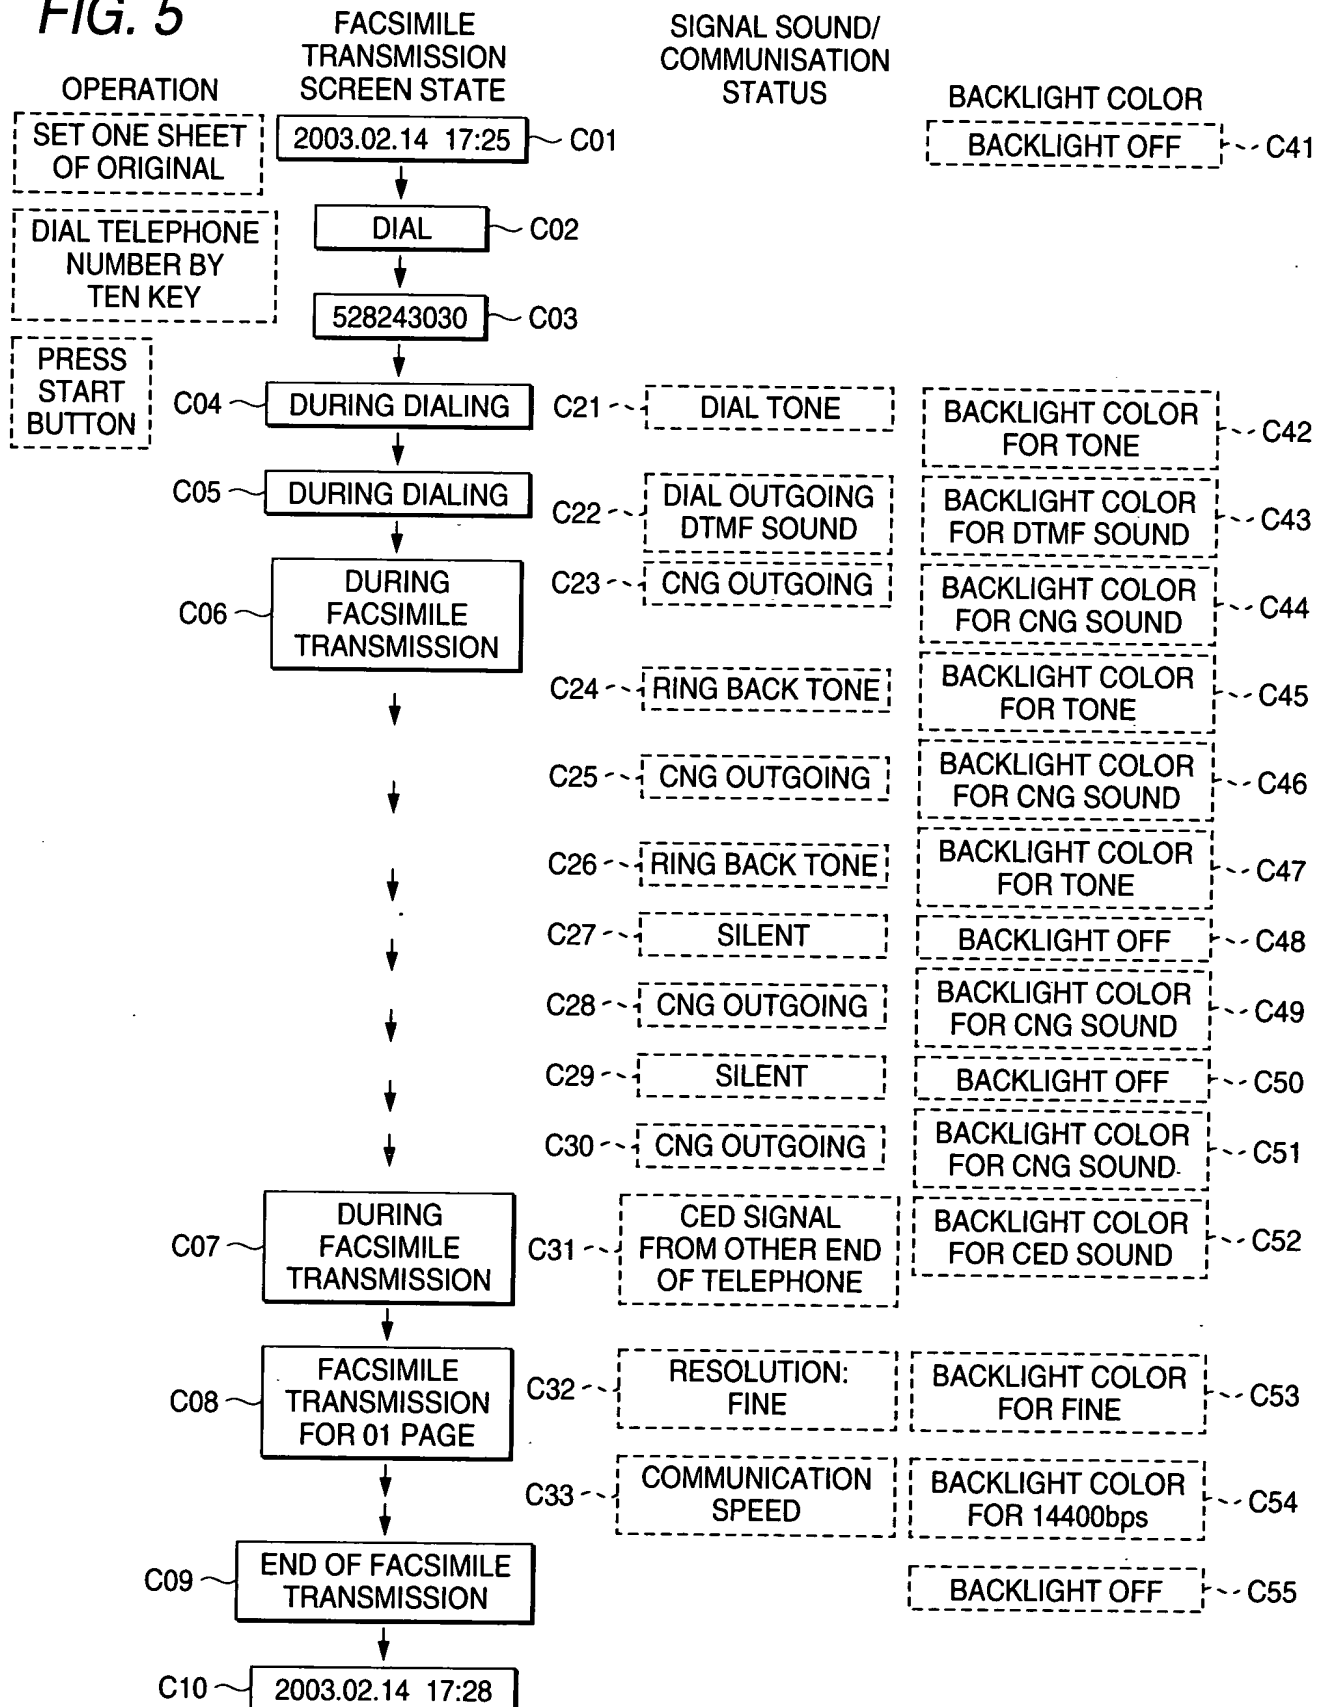 FIG. 5
OPERATION
FACSIMILE
TRANSMISSION
SCREEN STATE
SIGNAL SOUND/
COMMUNISATION
STATUS
BACKLIGHT COLOR
SET ONE SHEET
OF ORIGINAL
2003.02.14 17:25
C01
BACKLIGHT OFF
C41
DIAL TELEPHONE
NUMBER BY
TEN KEY
DIAL
C02
528243030
C03
PRESS
START
BUTTON
C04
DURING DIALING
C21
DIAL TONE
BACKLIGHT COLOR
FOR TONE
C42
C05
DURING DIALING
C22
DIAL OUTGOING
DTMF SOUND
BACKLIGHT COLOR
FOR DTMF SOUND
C43
C06
DURING
FACSIMILE
TRANSMISSION
C23
CNG OUTGOING
BACKLIGHT COLOR
FOR CNG SOUND
C44
C24
RING BACK TONE
BACKLIGHT COLOR
FOR TONE
C45
C25
CNG OUTGOING
BACKLIGHT COLOR
FOR CNG SOUND
C46
C26
RING BACK TONE
BACKLIGHT COLOR
FOR TONE
C47
C27
SILENT
BACKLIGHT OFF
C48
C28
CNG OUTGOING
BACKLIGHT COLOR
FOR CNG SOUND
C49
C29
SILENT
BACKLIGHT OFF
C50
C30
CNG OUTGOING
BACKLIGHT COLOR
FOR CNG SOUND
C51
C07
DURING
FACSIMILE
TRANSMISSION
C31
CED SIGNAL
FROM OTHER END
OF TELEPHONE
BACKLIGHT COLOR
FOR CED SOUND
C52
C08
FACSIMILE
TRANSMISSION
FOR 01 PAGE
C32
RESOLUTION:
FINE
BACKLIGHT COLOR
FOR FINE
C53
C33
COMMUNICATION
SPEED
BACKLIGHT COLOR
FOR 14400bps
C54
C09
END OF FACSIMILE
TRANSMISSION
BACKLIGHT OFF
C55
C10
2003.02.14 17:28